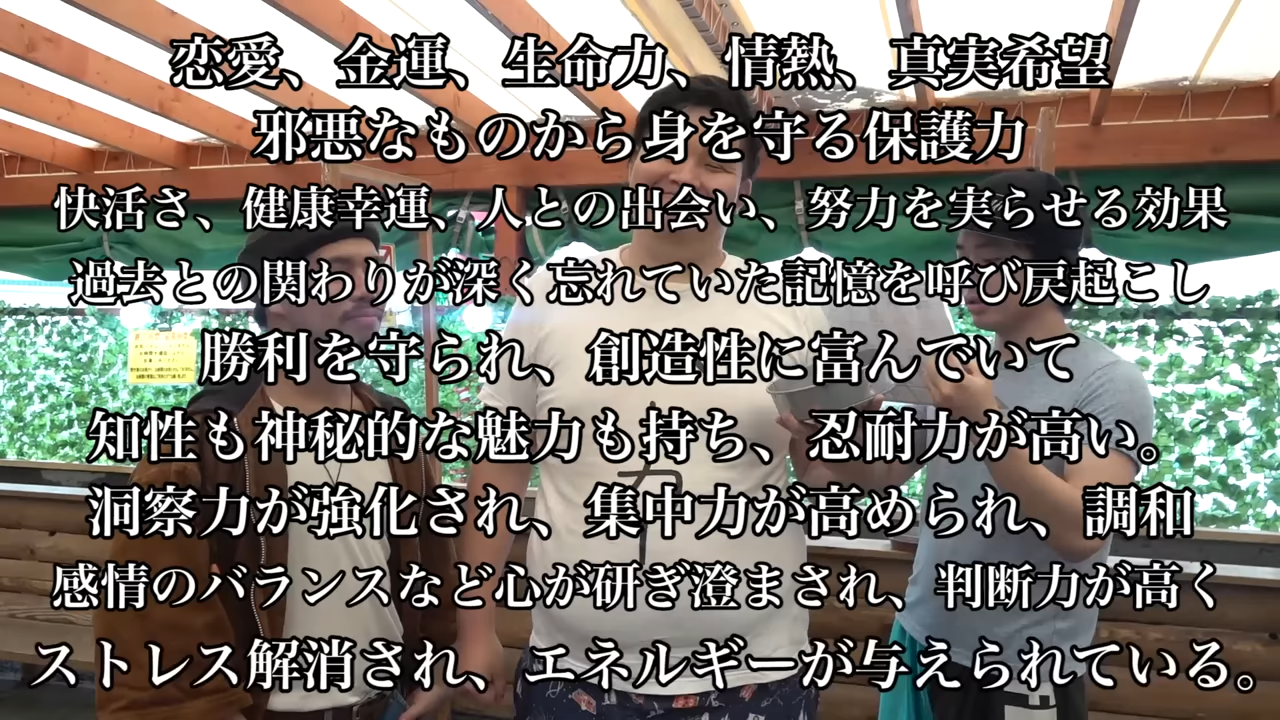 恋愛、金運、生命力、情熱、真実希望
邪悪なものから身を守る保護力
快活さ、健康幸運、人との出会い、努力を実らせる効果
過去との関わりが深く忘れていた記憶を呼び戻起こし
勝利を守られ、創造性に富んでいて
知性も神秘的な魅力も持ち、忍耐力が高い。
洞察力が強化され、集中力が高められ、調和
感情のバランスなど心が研ぎ澄まされ、判断力が高く
ストレス解消され、エネルギーが与えられている。